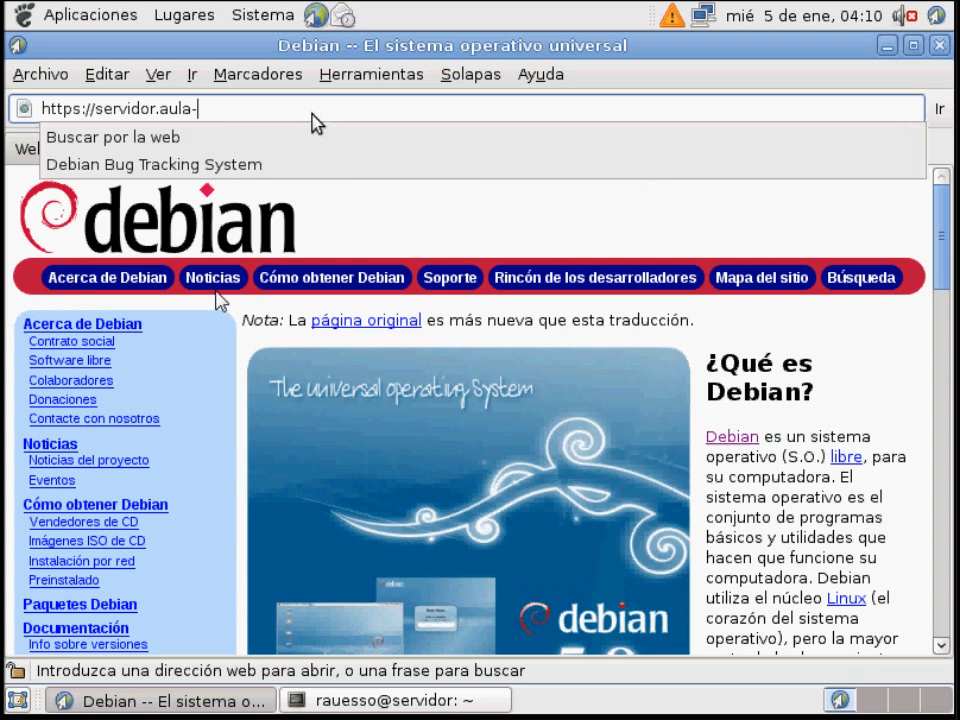 Aplicaciones Lugares Sistema mié 5 de ene, 04:10
Debian -- El sistema operativo universal
Archivo Editar Ver Ir Marcadores Herramientas Solapas Ayuda
https://servidor.aula- Ir
Buscar por la web
Debian Bug Tracking System
debian
Acerca de Debian Noticias Cómo obtener Debian Soporte Rincón de los desarrolladores Mapa del sitio Búsqueda
Acerca de Debian
Contrato social
Software libre
Colaboradores
Donaciones
Contacte con nosotros
Noticias
Noticias del proyecto
Eventos
Cómo obtener Debian
Vendedores de CD
Imágenes ISO de CD
Instalación por red
Preinstalado
Paquetes Debian
Documentación
Info sobre versiones
Nota: La página original es más nueva que esta traducción.
The universal operating System
debian
¿Qué es
Debian?
Debian es un sistema
operativo (S.O.) libre, para
su computadora. El
sistema operativo es el
conjunto de programas
básicos y utilidades que
hacen que funcione su
computadora. Debian
utiliza el núcleo Linux (el
corazón del sistema
operativo), pero la mayor
Introduzca una dirección web para abrir, o una frase para buscar
Debian -- El sistema o... rauesso@servidor: ~